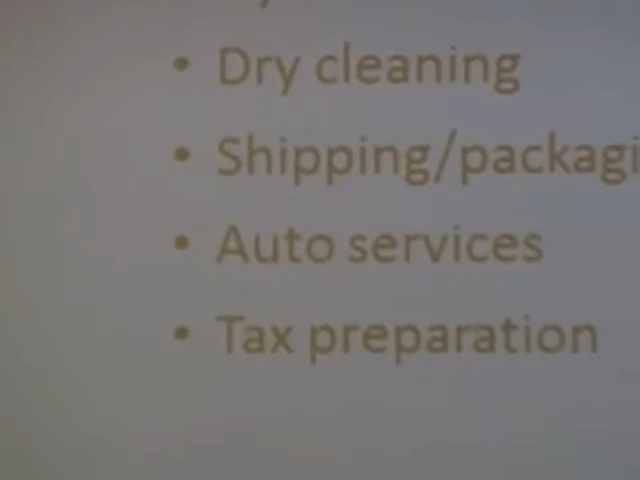 • Dry cleaning
• Shipping/packagi
• Auto services
• Tax preparation